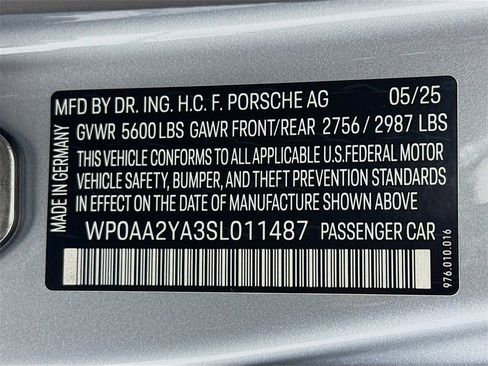 MFD BY DR. ING. H.C. F. PORSCHE AG 05/25
GVWR 5600 LBS GAWR FRONT/REAR 2756 / 2987 LBS
THIS VEHICLE CONFORMS TO ALL APPLICABLE U.S. FEDERAL MOTOR
VEHICLE SAFETY, BUMPER, AND THEFT PREVENTION STANDARDS
IN EFFECT ON THE DATE OF MANUFACTURE SHOWN ABOVE
WP0AA2YA3SL011487 PASSENGER CAR
MADE IN GERMANY
976.010.016